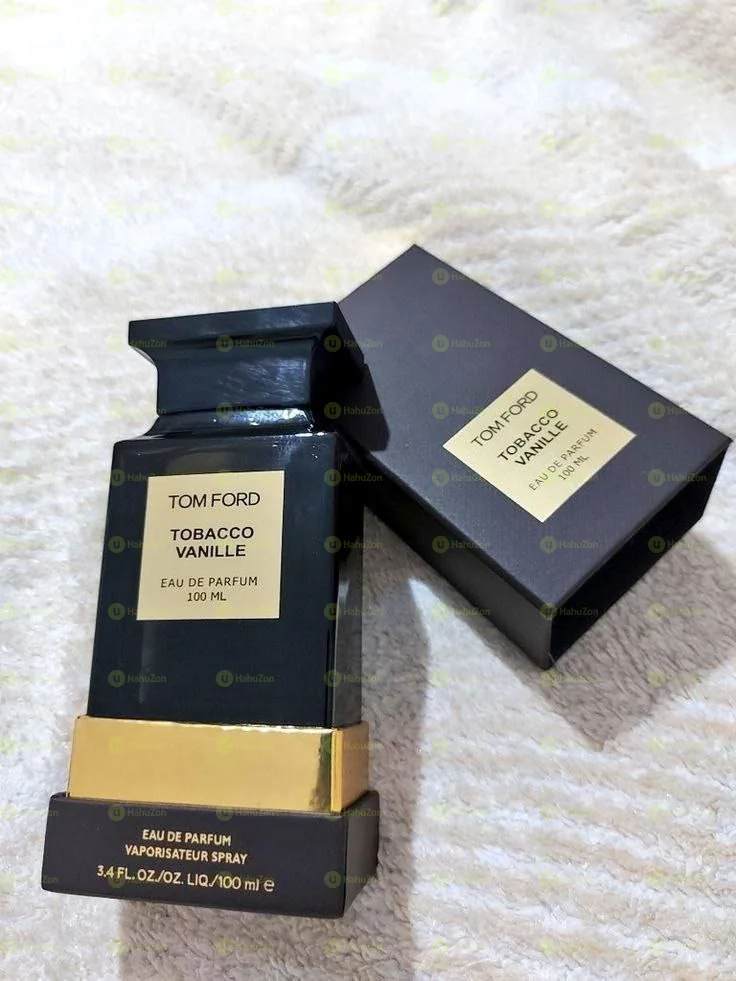 TOM FORD
TOBACCO
VANILLE
EAU DE PARFUM
100 ML
EAU DE PARFUM
VAPORISATEUR SPRAY
3.4 FL. OZ./OZ. LIQ./100 ml e
TOM FORD
TOBACCO
VANILLE
EAU DE PARFUM
100 ML
HahuZon